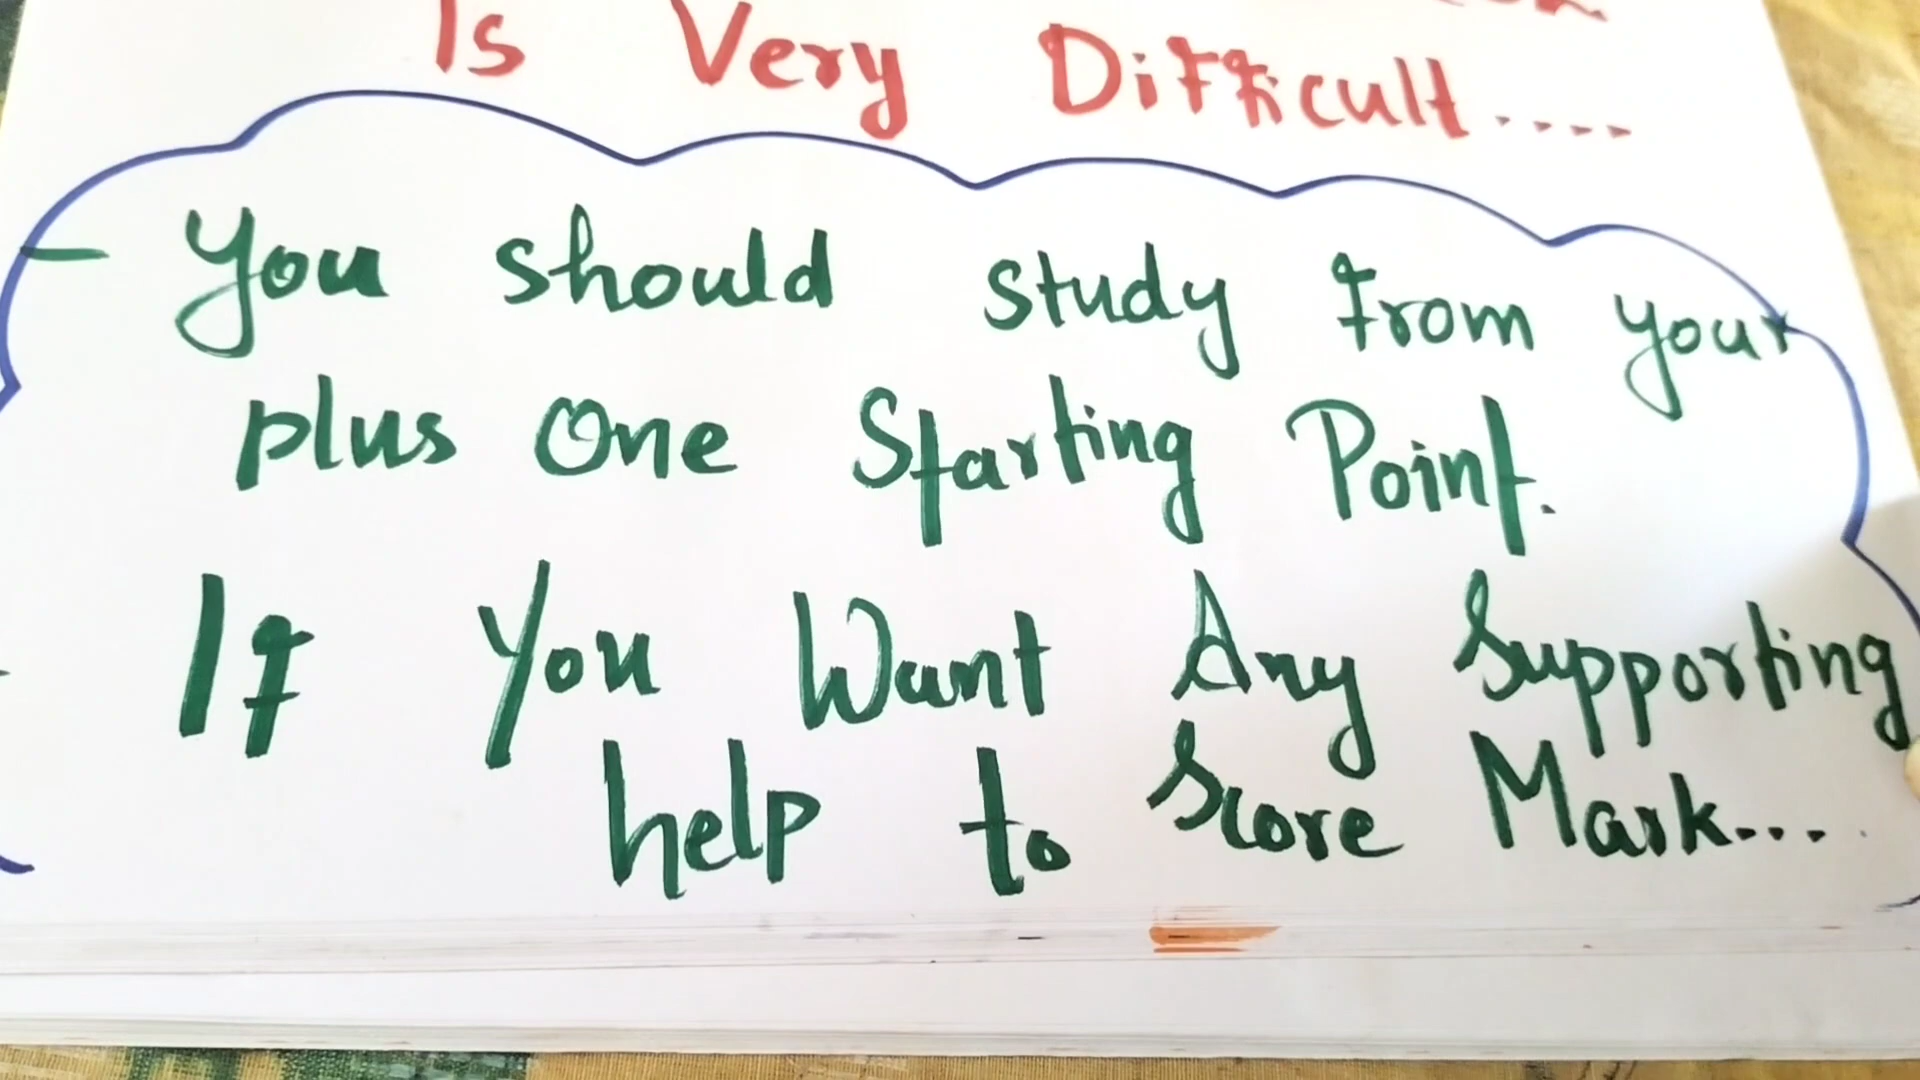 Is Very Difficult....
- You should study from your
plus One Starting Point.
If You Want Any Supporting
help to Score Mark...